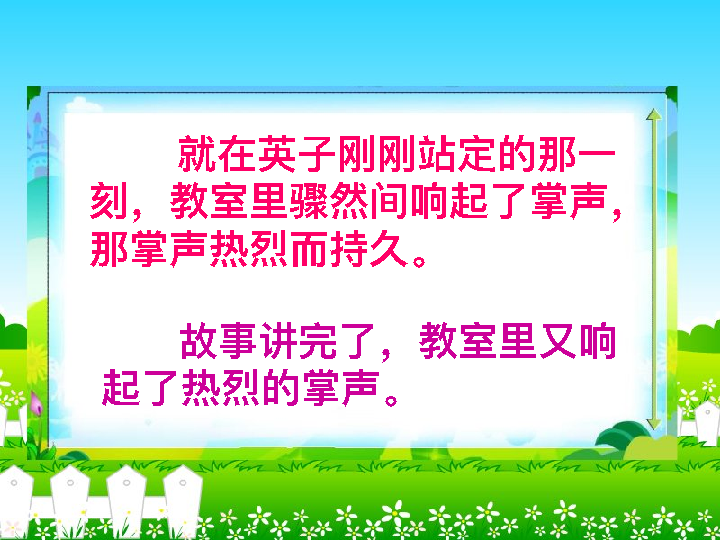 就在英子刚刚站定的那一
刻，教室里骤然间响起了掌声，
那掌声热烈而持久。
故事讲完了，教室里又响
起了热烈的掌声。